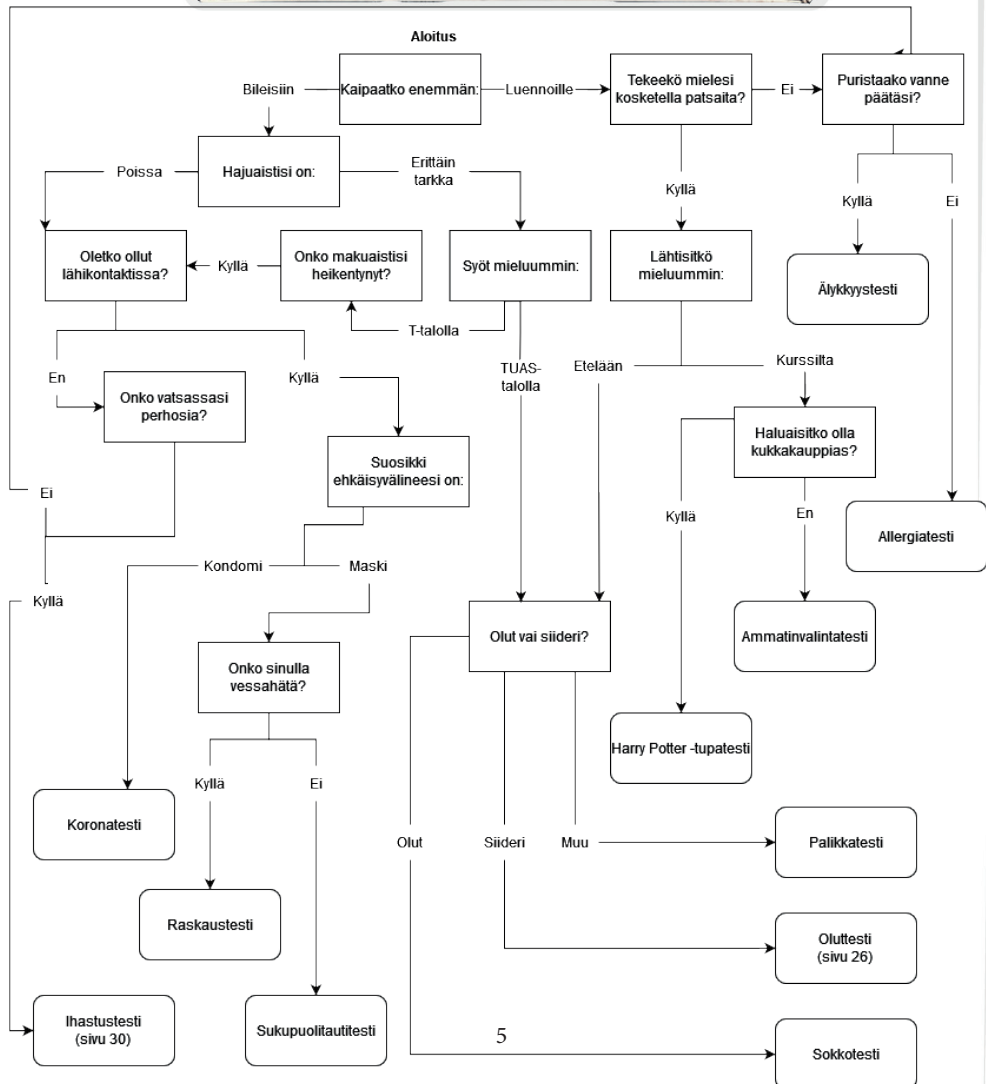 Aloitus
Bileisiin
Kaipaatko enemmän:
Luennoille
Tekeekö mielesi
kosketella patsaita?
Ei
Puristaako vanne
päätäsi?
Poissa
Hajuaistisi on:
Erittäin
tarkka
Kyllä
Kyllä
Ei
Oletko ollut
lähikontaktissa?
Kyllä
Onko makuaistisi
heikentynyt?
Syöt mieluummin:
Lähtisitkö
mieluummin:
Älykkyystesti
T-talolla
En
Kyllä
TUAS-
talolla
Etelään
Kurssilta
Onko vatsassasi
perhosia?
Haluaisitko olla
kukkakauppias?
Suosikki
ehkäisyvälineesi on:
Ei
Kyllä
En
Allergiatesti
Kondomi
Maski
Kyllä
Olut vai siideri?
Ammatinvalintatesti
Onko sinulla
vessahätä?
Harry Potter -tupatesti
Kyllä
Ei
Koronatesti
Olut
Siideri
Muu
Palikkatesti
Raskaustesti
Oluttesti
(sivu 26)
Ihastustesti
(sivu 30)
Sukupuolitautitesti
5
Sokkotesti